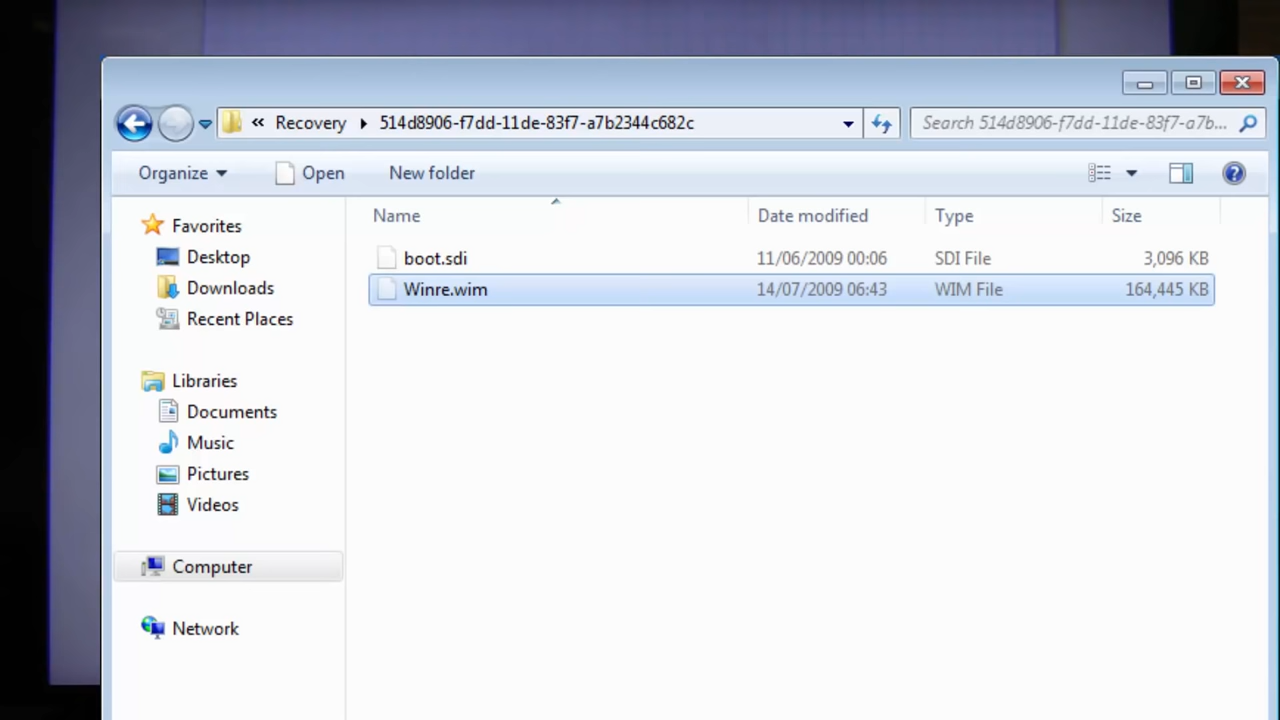 « Recovery 514d8906-f7dd-11de-83f7-a7b2344c682c Search 514d8906-f7dd-11de-83f7-a7b...
Organize Open New folder
Name Date modified Type Size
boot.sdi 11/06/2009 00:06 SDI File 3,096 KB
Winre.wim 14/07/2009 06:43 WIM File 164,445 KB
Favorites
Desktop
Downloads
Recent Places
Libraries
Documents
Music
Pictures
Videos
Computer
Network